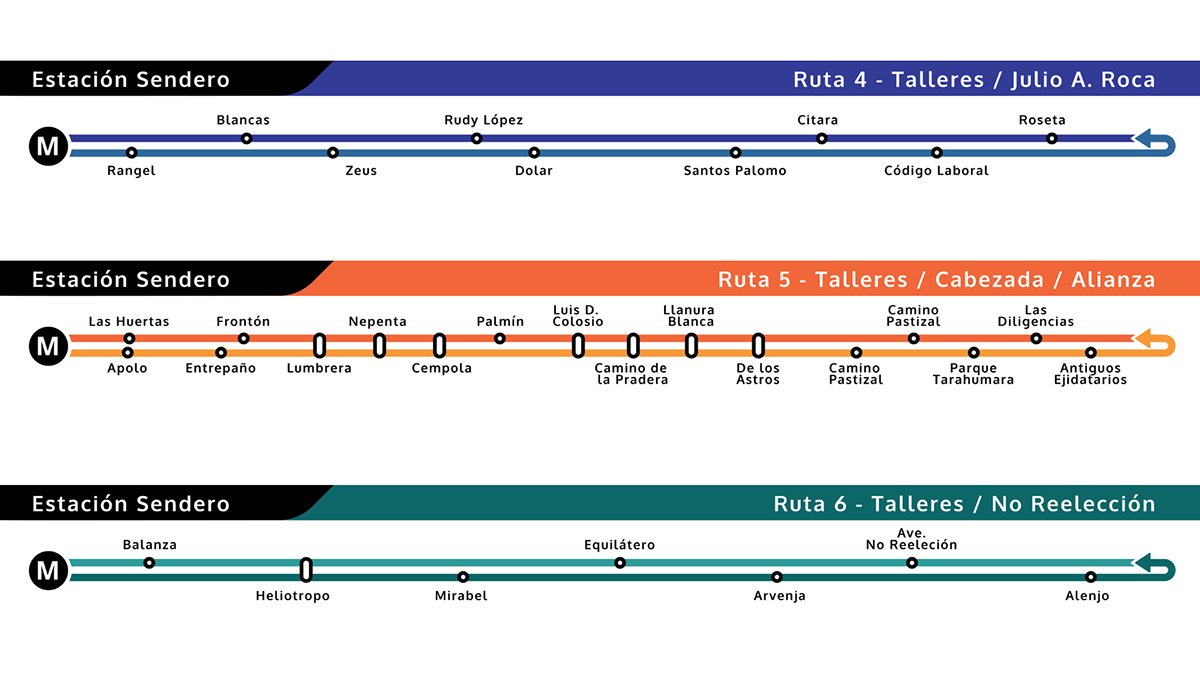 Estación Sendero
Ruta 4 - Talleres / Julio A. Roca
Blancas
Rudy López
Citara
Roseta
M
Rangel
Zeus
Dolar
Santos Palomo
Código Laboral
Estación Sendero
Ruta 5 - Talleres / Cabezada / Alianza
Las Huertas
Frontón
Nepenta
Palmín
Luis D.
Colosio
Llanura
Blanca
Camino
Pastizal
Las
Diligencias
M
Apolo
Entrepaño
Lumbrera
Cempola
Camino de
la Pradera
De los
Astros
Camino
Pastizal
Parque
Tarahumara
Antiguos
Ejidatarios
Estación Sendero
Ruta 6 - Talleres / No Reelección
Balanza
Equilátero
Ave.
No Reeleción
M
Heliotropo
Mirabel
Arvenja
Alenjo